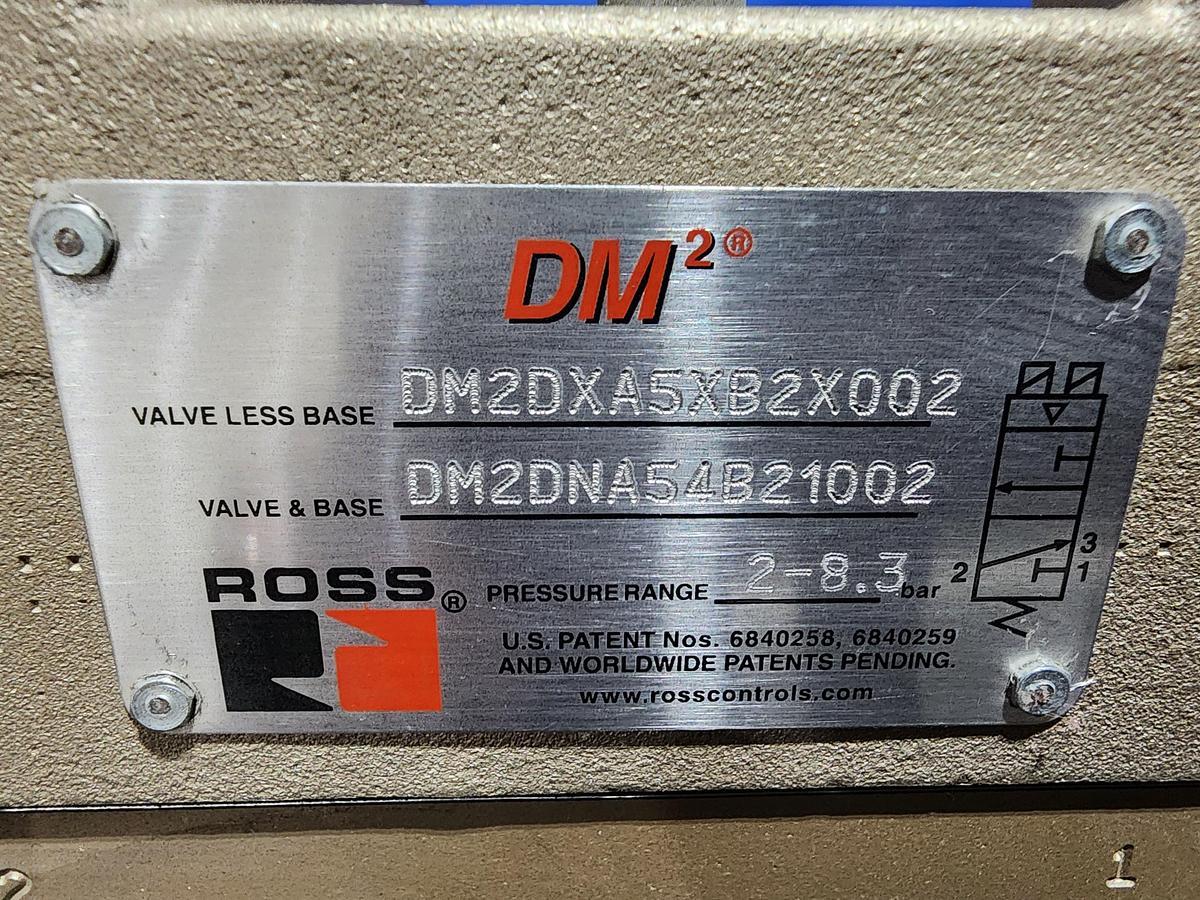 DM²®
VALVE LESS BASE DM2DXA5XB2X002
VALVE & BASE DM2DNA54B21002
ROSS®
PRESSURE RANGE 2-8.3 bar
2 3
1
U.S. PATENT Nos. 6840258, 6840259
AND WORLDWIDE PATENTS PENDING.
www.rosscontrols.com
1